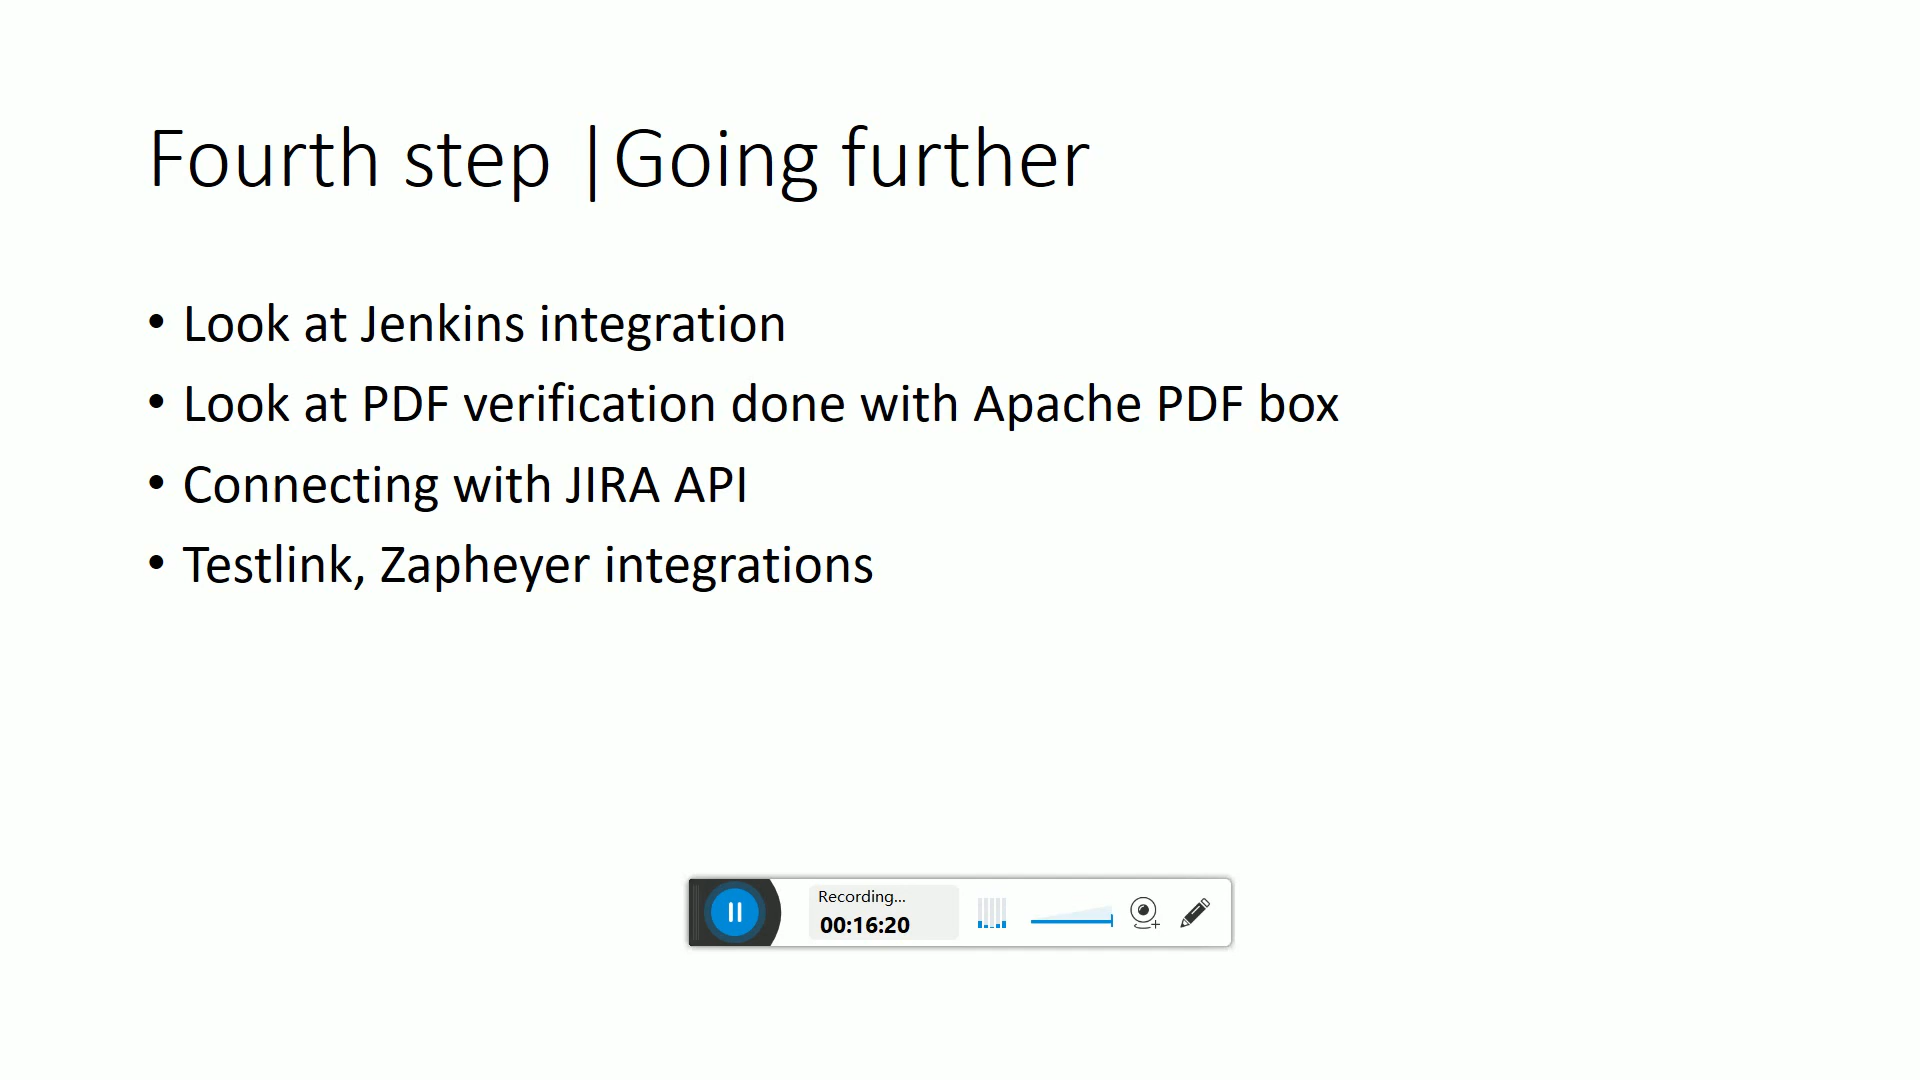 Fourth step |Going further
• Look at Jenkins integration
• Look at PDF verification done with Apache PDF box
• Connecting with JIRA API
• Testlink, Zapheyer integrations
Recording...
00:16:20